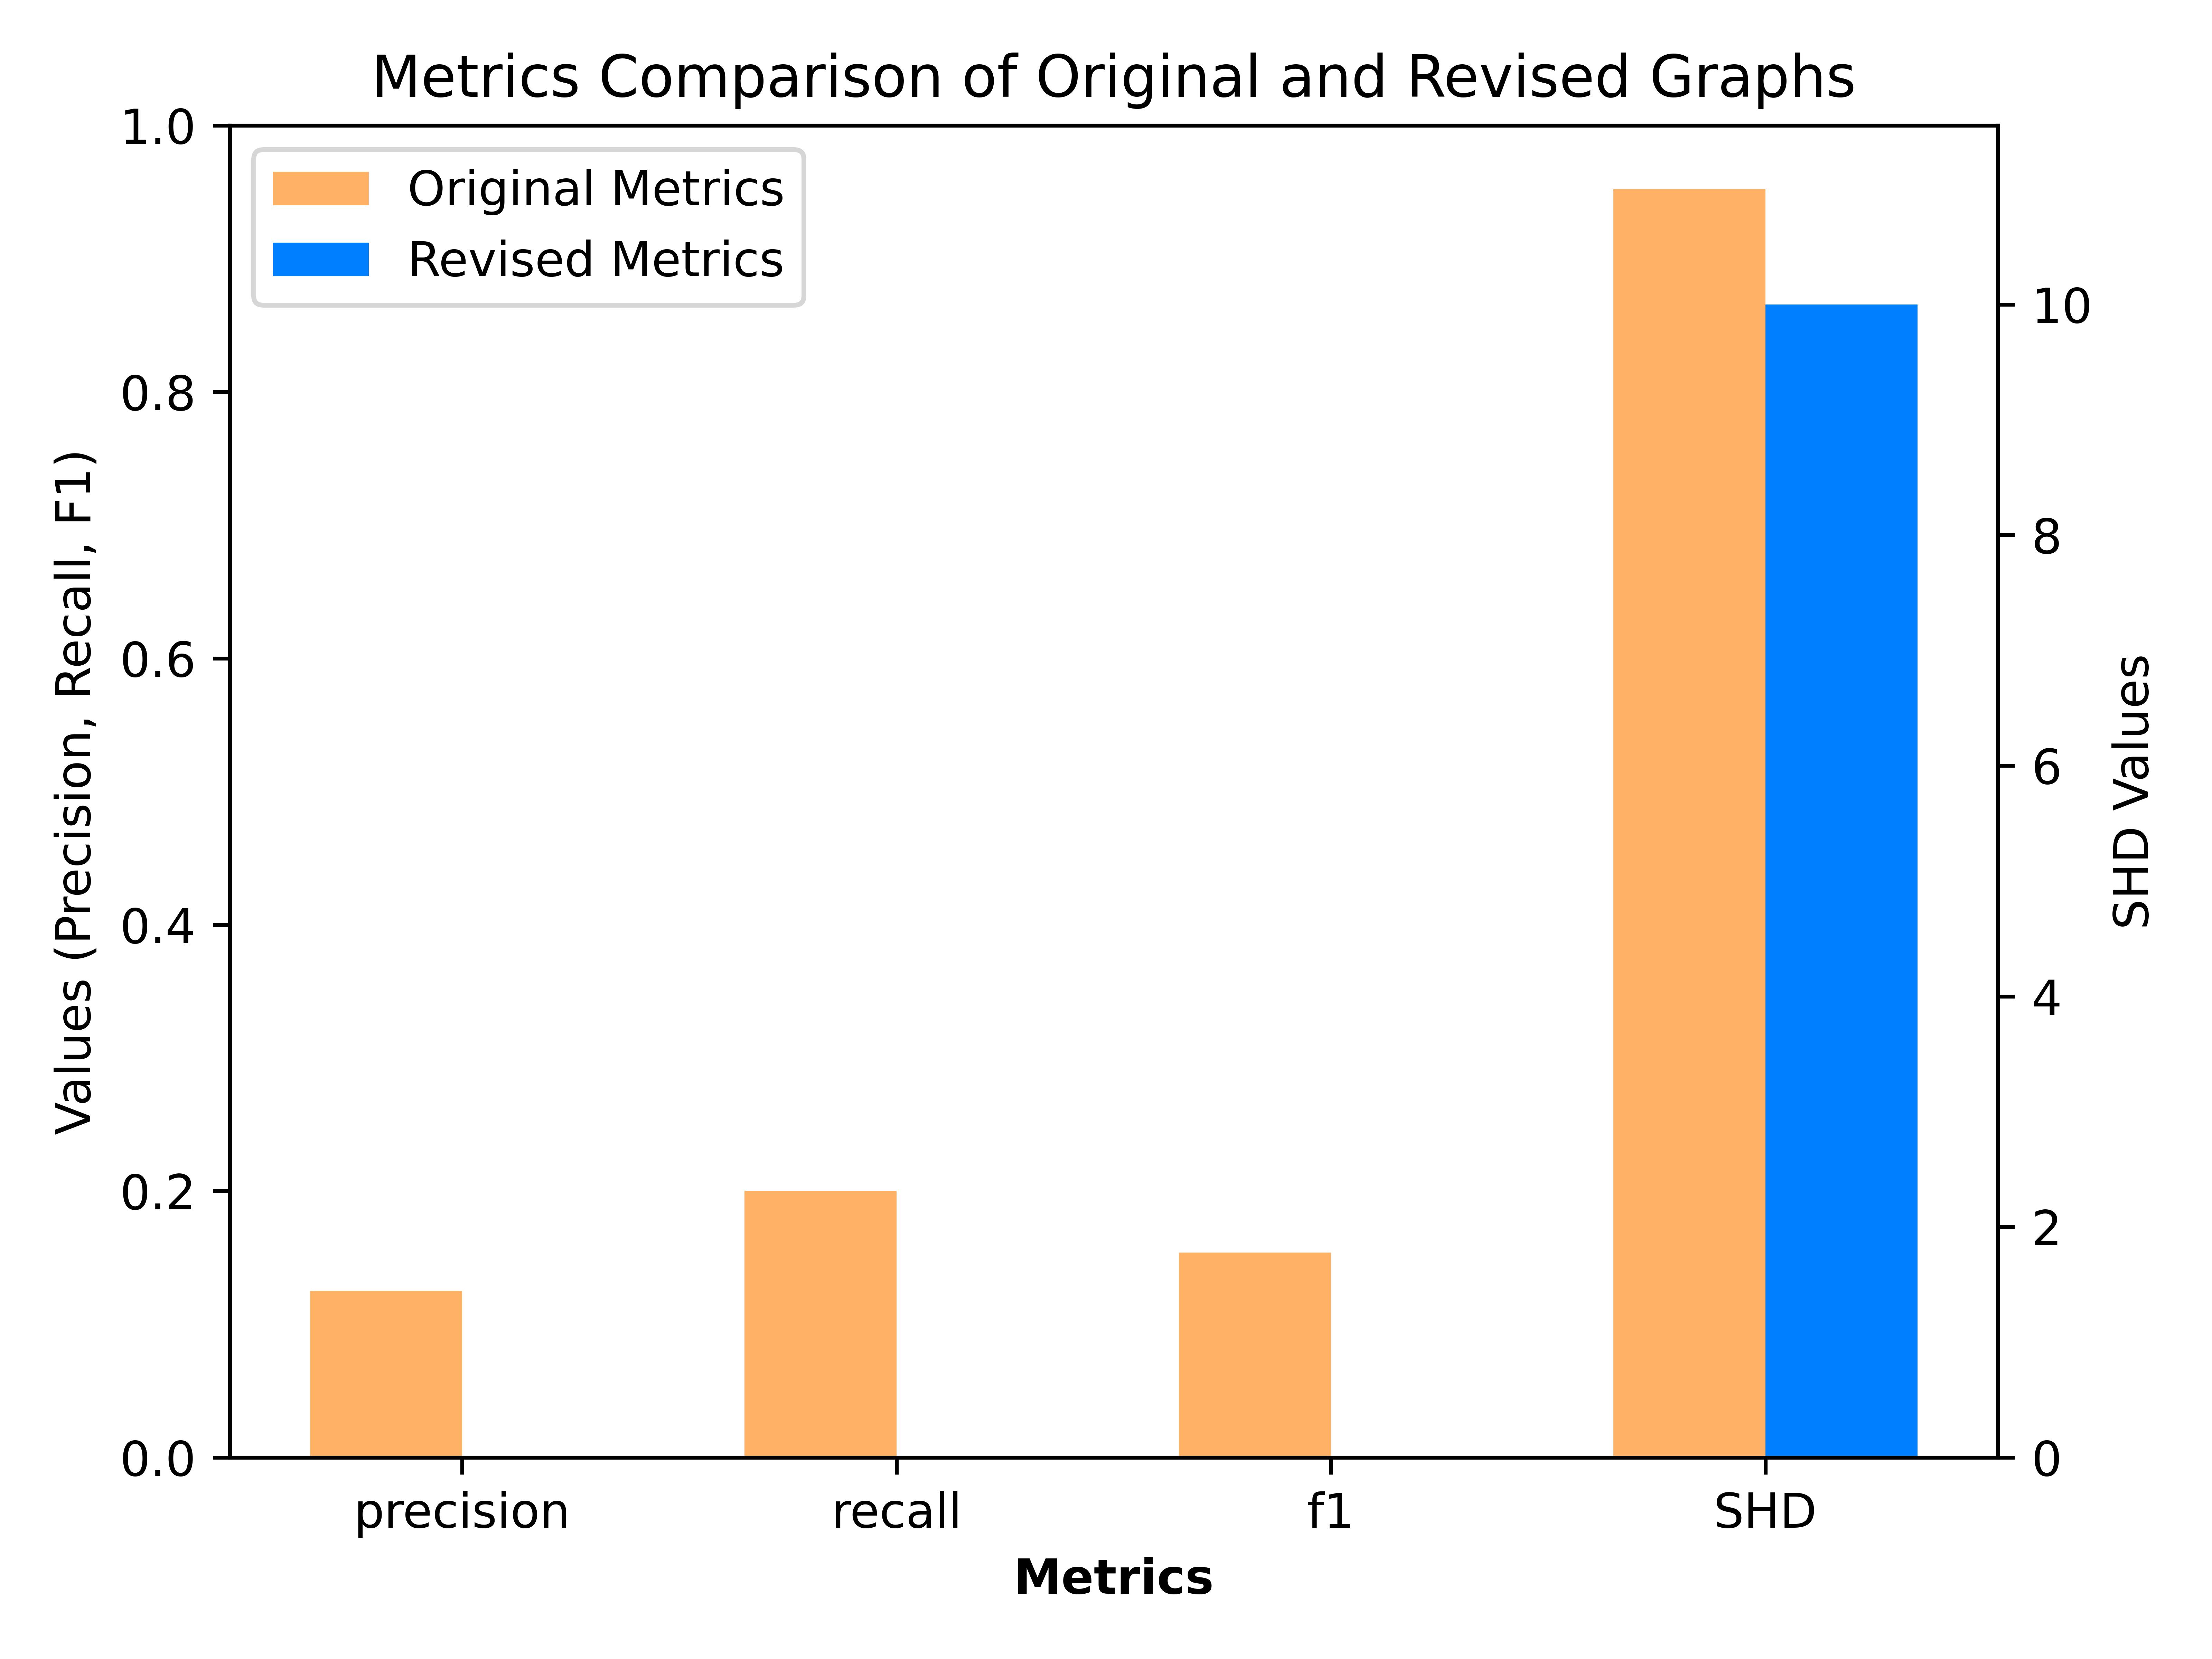 Metrics Comparison of Original and Revised Graphs
Original Metrics
Revised Metrics
Values (Precision, Recall, F1)
1.0
0.8
0.6
0.4
0.2
0.0
10
8
6
4
2
0
SHD Values
precision recall f1 SHD
Metrics